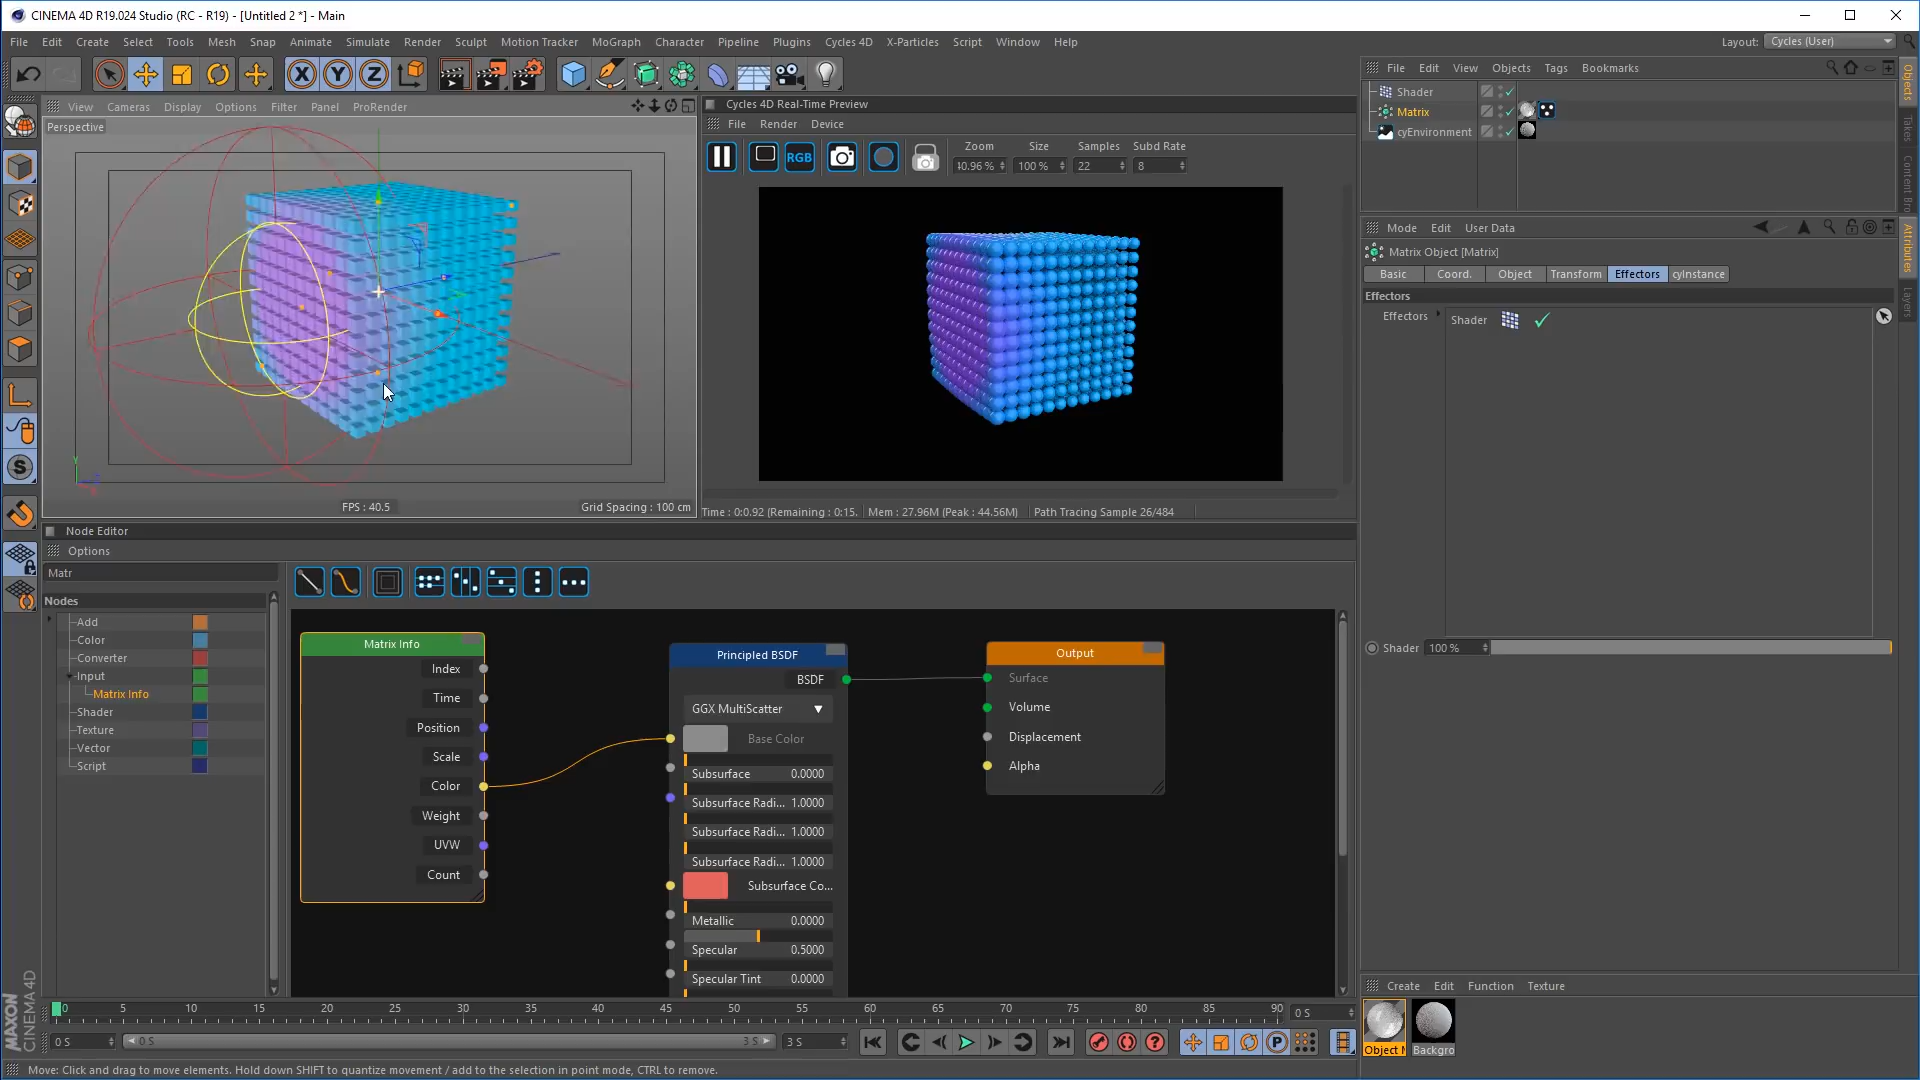 CINEMA 4D R19.024 Studio (RC - R19) - [Untitled 2 *] - Main
File Edit Create Select Tools Mesh Snap Animate Simulate Render Sculpt Motion Tracker MoGraph Character Pipeline Plugins Cycles 4D X-Particles Script Window Help
Layout: Cycles (User)
X Y Z
File Edit View Objects Tags Bookmarks
Shader
Matrix
cyEnvironment
Objects
Takes
Content Bro
Attributes
Layers
View Cameras Display Options Filter Panel ProRender
Perspective
FPS : 40.5
Grid Spacing : 100 cm
Cycles 4D Real-Time Preview
File Render Device
RGB
Zoom Size Samples Subd Rate
100 % 22 8
Time : 0:0.92 (Remaining : 0:15. Mem : 27.96M (Peak : 44.56M) Path Tracing Sample 26/484
Mode Edit User Data
Matrix Object [Matrix]
Basic Coord. Object Transform Effectors cyInstance
Effectors
Effectors Shader
Shader 100 %
Node Editor
Options
Matr
Nodes
Add
Color
Converter
Input
Matrix Info
Shader
Texture
Vector
Script
Matrix Info
Index
Time
Position
Scale
Color
Weight
UVW
Count
Principled BSDF
BSDF
GGX MultiScatter
Base Color
Subsurface 0.0000
Subsurface Radi... 1.0000
Subsurface Radi... 1.0000
Subsurface Radi... 1.0000
Subsurface Co...
Metallic 0.0000
Specular 0.5000
Specular Tint 0.0000
Output
Surface
Volume
Displacement
Alpha
Create Edit Function Texture
Object M
Backgro
0 5 10 15 20 25 30 35 40 45 50 55 60 65 70 75 80 85 90 0 S
0 S 0 S 3 S 3 S
MAXON
CINEMA 4D
Move: Click and drag to move elements. Hold down SHIFT to quantize movement / add to the selection in point mode, CTRL to remove.